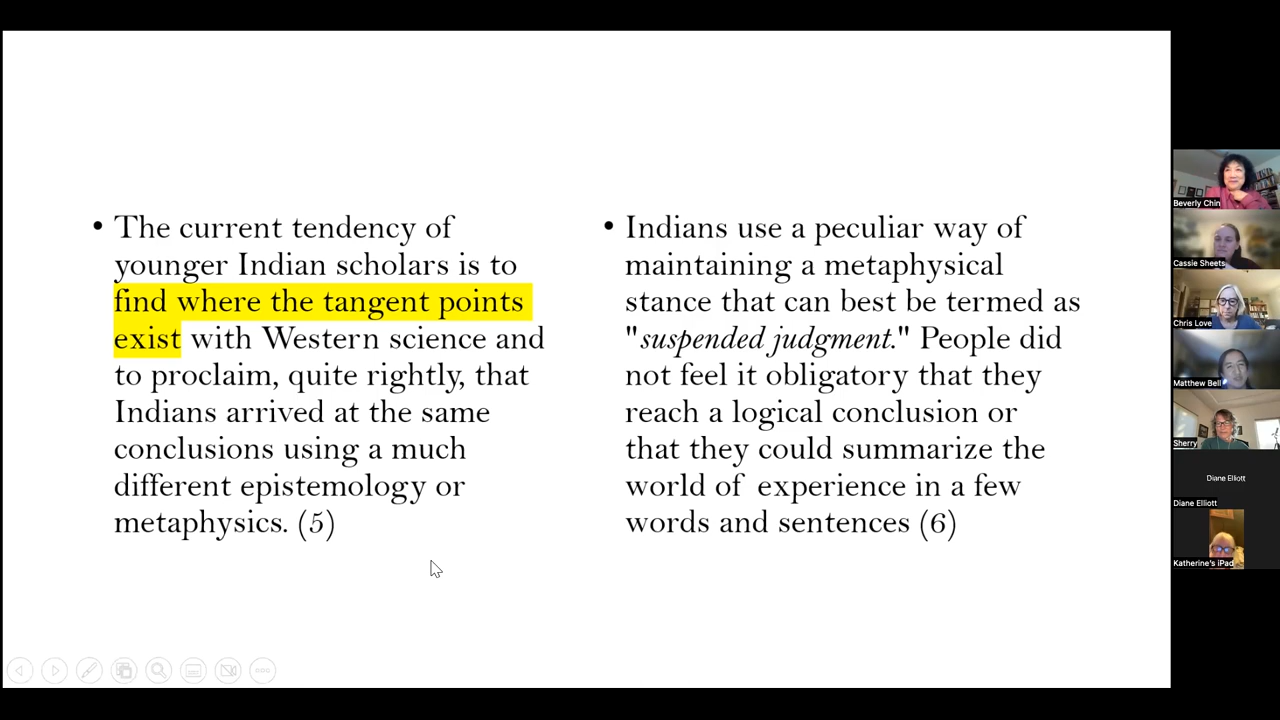 • The current tendency of
younger Indian scholars is to
find where the tangent points
exist with Western science and
to proclaim, quite rightly, that
Indians arrived at the same
conclusions using a much
different epistemology or
metaphysics. (5)
• Indians use a peculiar way of
maintaining a metaphysical
stance that can best be termed as
"suspended judgment." People did
not feel it obligatory that they
reach a logical conclusion or
that they could summarize the
world of experience in a few
words and sentences (6)
Beverly Chin
Cassie Sheets
Chris Love
Matthew Bell
Sherry
Diane Elliott
Diane Elliott
Katherine's iPad